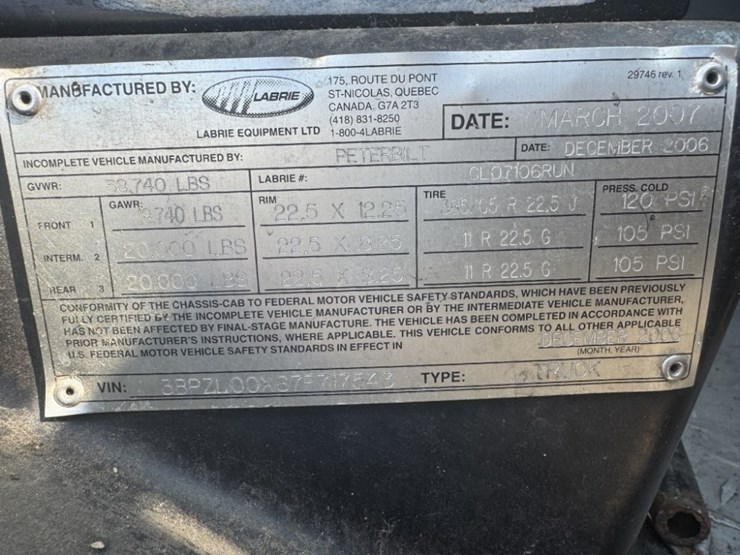 29746 rev. 1
MANUFACTURED BY: LABRIE 175, ROUTE DU PONT
ST-NICOLAS, QUEBEC
CANADA, G7A 2T3
(418) 831-8250
LABRIE EQUIPMENT LTD 1-800-4LABRIE
DATE: MARCH 2007
INCOMPLETE VEHICLE MANUFACTURED BY: PETERBILT DATE: DECEMBER 2006
GVWR: LBS LABRIE #: CL07106RUN
GAWR: RIM TIRE PRESS. COLD
FRONT 1 LBS 22.5 X 12.25 R 22.5 J 120 PSI
INTERM. 2 20.000 LBS 22.5 X 8.25 11 R 22.5 G 105 PSI
REAR 3 20.000 LBS 22.5 X 8.25 11 R 22.5 G 105 PSI
CONFORMITY OF THE CHASSIS-CAB TO FEDERAL MOTOR VEHICLE SAFETY STANDARDS, WHICH HAVE BEEN PREVIOUSLY
FULLY CERTIFIED BY THE INCOMPLETE VEHICLE MANUFACTURER OR BY THE INTERMEDIATE VEHICLE MANUFACTURER,
HAS NOT BEEN AFFECTED BY FINAL-STAGE MANUFACTURE. THE VEHICLE HAS BEEN COMPLETED IN ACCORDANCE WITH
PRIOR MANUFACTURER'S INSTRUCTIONS, WHERE APPLICABLE. THIS VEHICLE CONFORMS TO ALL OTHER APPLICABLE
U.S. FEDERAL MOTOR VEHICLE SAFETY STANDARDS IN EFFECT IN DECEMBER 2006
(MONTH, YEAR)
VIN: TYPE: TRUCK